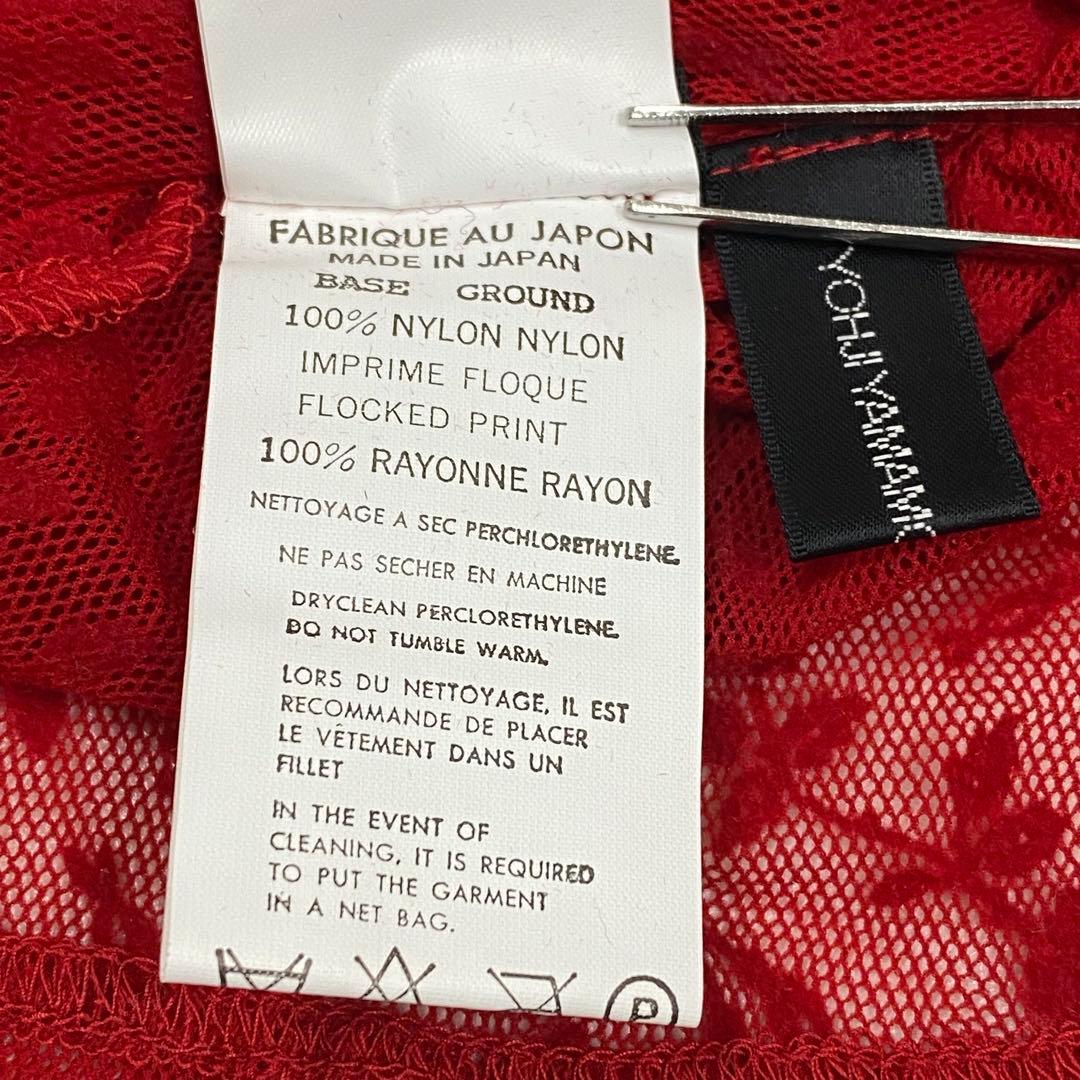 FABRIQUE AU JAPON
MADE IN JAPAN
BASE GROUND
100% NYLON NYLON
IMPRIME FLOQUE
FLOCKED PRINT
100% RAYONNE RAYON
NETTOYAGE A SEC PERCHLORETHYLENE.
NE PAS SECHER EN MACHINE
DRYCLEAN PERCLORETHYLENE.
DO NOT TUMBLE WARM.
LORS DU NETTOYAGE, IL EST
RECOMMANDE DE PLACER
LE VÊTEMENT DANS UN
FILLET
IN THE EVENT OF
CLEANING, IT IS REQUIRED
TO PUT THE GARMENT
IN A NET BAG.
P
YOHJI YAMAMO